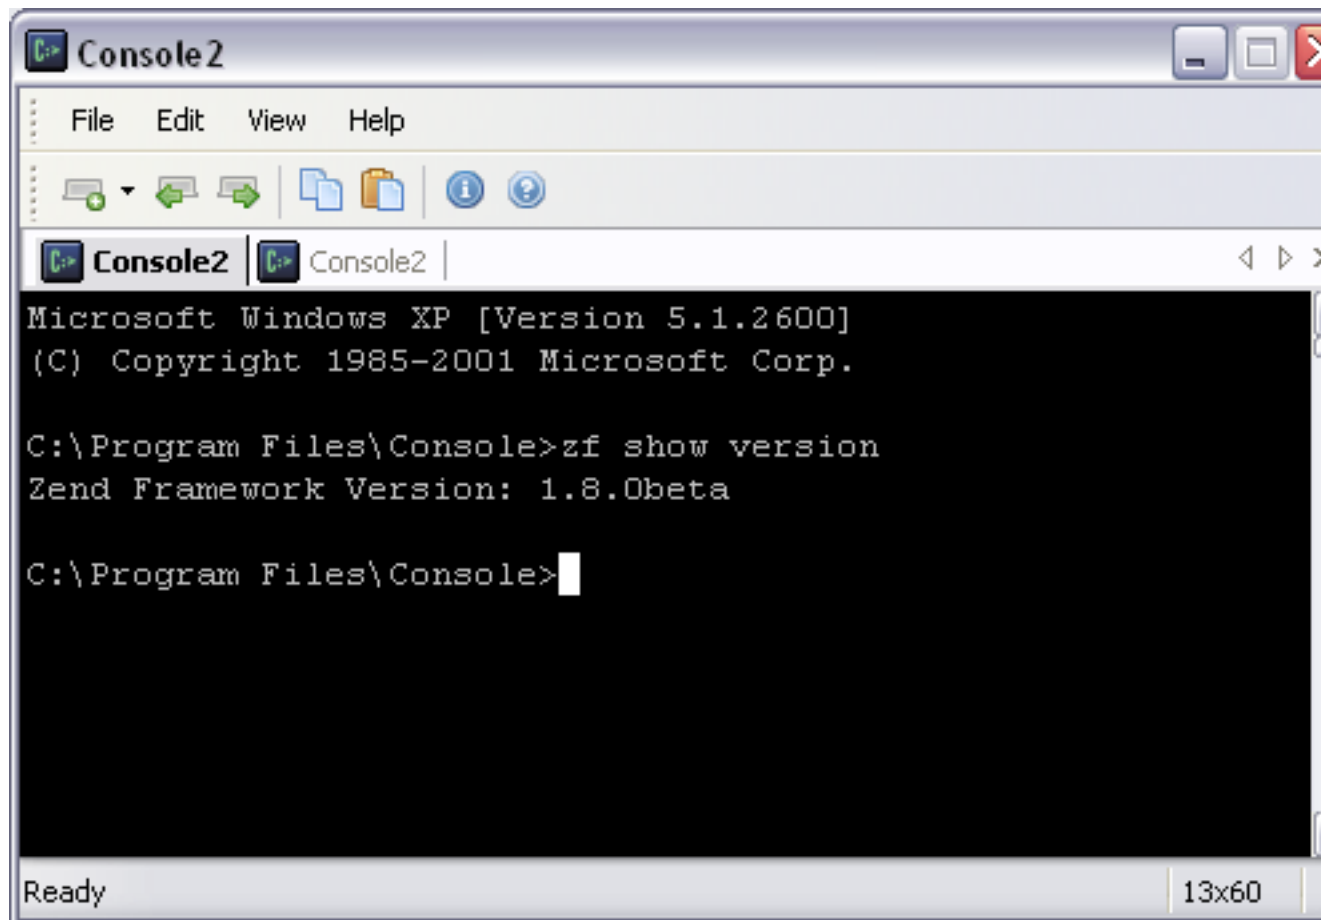 Console2
File Edit View Help
Console2 Console2
Microsoft Windows XP [Version 5.1.2600]
(C) Copyright 1985-2001 Microsoft Corp.
C:\Program Files\Console>zf show version
Zend Framework Version: 1.8.0beta
C:\Program Files\Console>
Ready 13x60